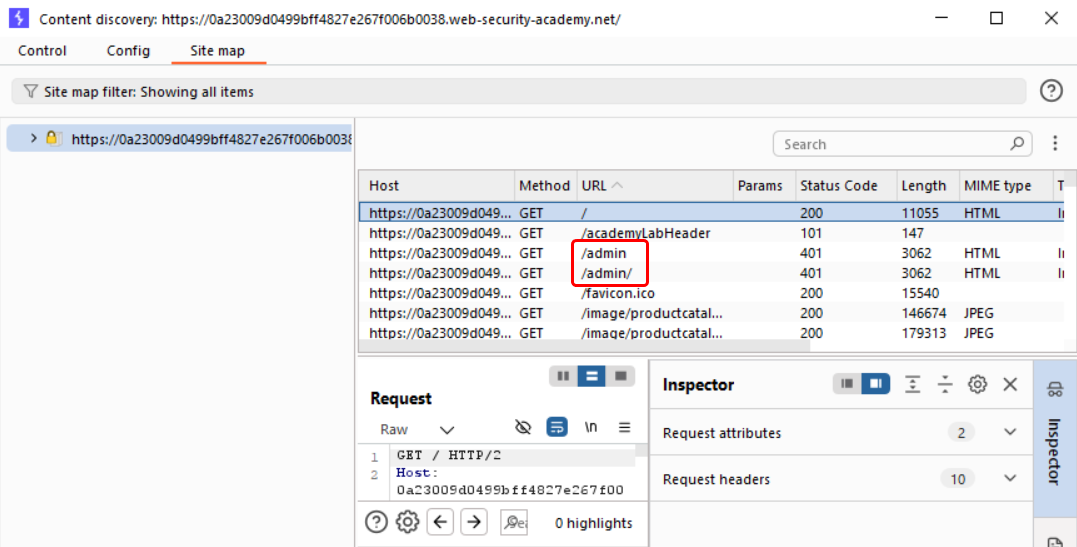 Content discovery: https://0a23009d0499bff4827e267f006b0038.web-security-academy.net/
Control Config Site map
Site map filter: Showing all items
https://0a23009d0499bff4827e267f006b0038
Search
Host Method URL Params Status Code Length MIME type T
https://0a23009d049... GET / 200 11055 HTML
https://0a23009d049... GET /academyLabHeader 101 147
https://0a23009d049... GET /admin 401 3062 HTML
https://0a23009d049... GET /admin/ 401 3062 HTML
https://0a23009d049... GET /favicon.ico 200 15540
https://0a23009d049... GET /image/productcatal... 200 146674 JPEG
https://0a23009d049... GET /image/productcatal... 200 179313 JPEG
Request
Raw \n
1 GET / HTTP/2
2 Host:
0a23009d0499bff4827e267f00
0 highlights
Inspector
Request attributes 2
Request headers 10
Inspector